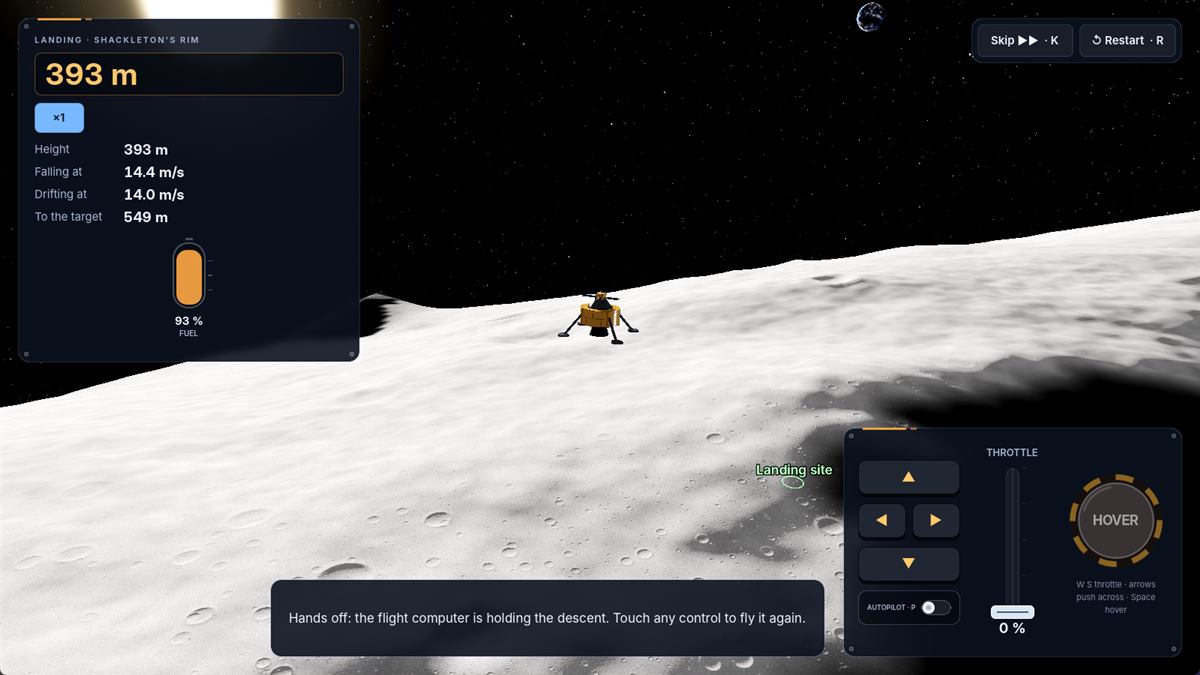 LANDING · SHACKLETON'S RIM
393 m
×1
Height 393 m
Falling at 14.4 m/s
Drifting at 14.0 m/s
To the target 549 m
93 %
FUEL
Skip ▶▶ · K
↺ Restart · R
Landing site
Hands off: the flight computer is holding the descent. Touch any control to fly it again.
AUTOPILOT · P
THROTTLE
0 %
HOVER
W S throttle · arrows
push across · Space
hover